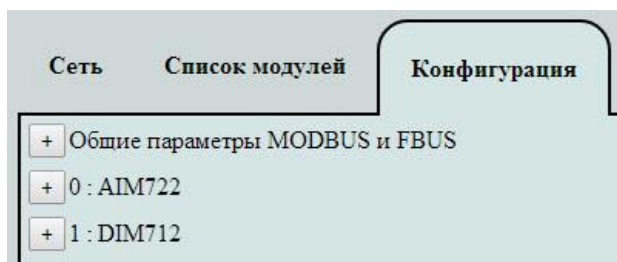 Сеть Список модулей Конфигурация
+ Общие параметры MODBUS и FBUS
+ 0 : AIM722
+ 1 : DIM712